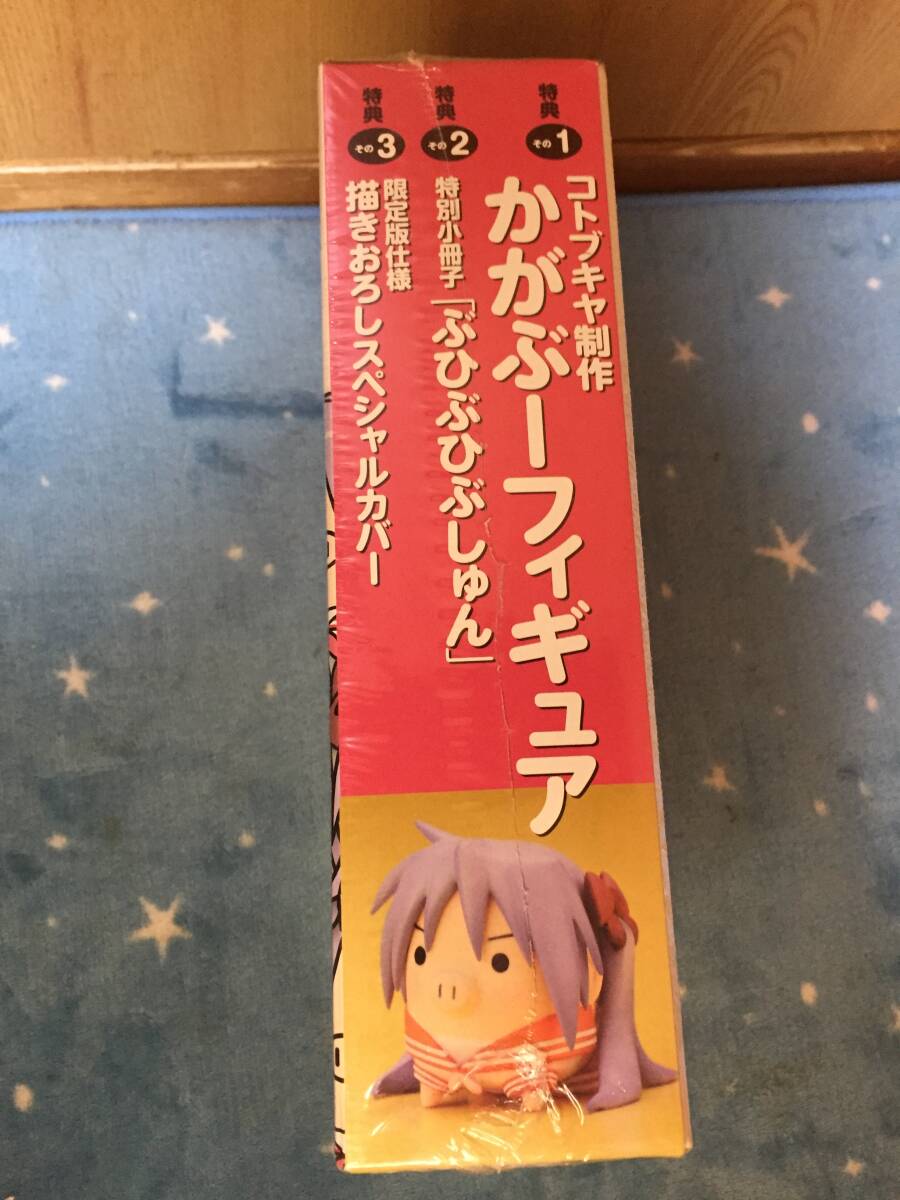 特典
その1
コトブキヤ制作
かがぶーフィギュア
特典
その2
特別小冊子
「ぶひぶひぶしゅん」
特典
その3
限定版仕様
描きおろしスペシャルカバー